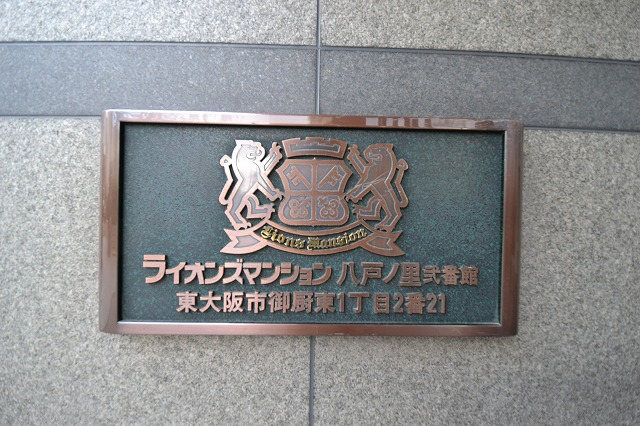 Lions Mansion
ライオンズマンション 八戸ノ里 弐番館
東大阪市御厨東1丁目2番21